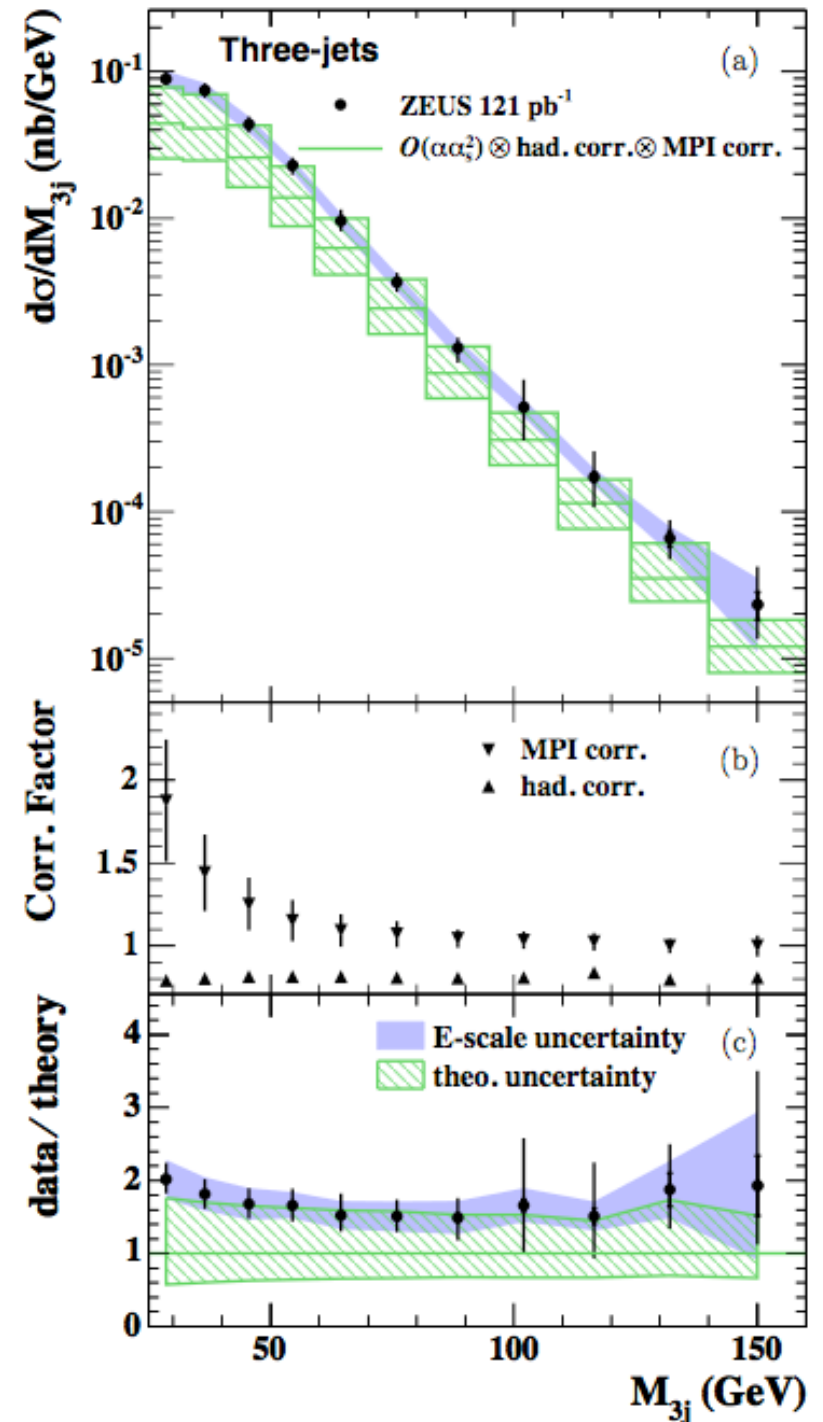 Three-jets
(a)
ZEUS 121 pb⁻¹
O(αα²ₛ) ⊗ had. corr.⊗ MPI corr.
dσ/dM₃ⱼ (nb/GeV)
10⁻¹
10⁻²
10⁻³
10⁻⁴
10⁻⁵
(b)
MPI corr.
had. corr.
Corr. Factor
2
1.5
1
(c)
E-scale uncertainty
theo. uncertainty
data/ theory
4
3
2
1
0
50
100
150
M₃ⱼ (GeV)